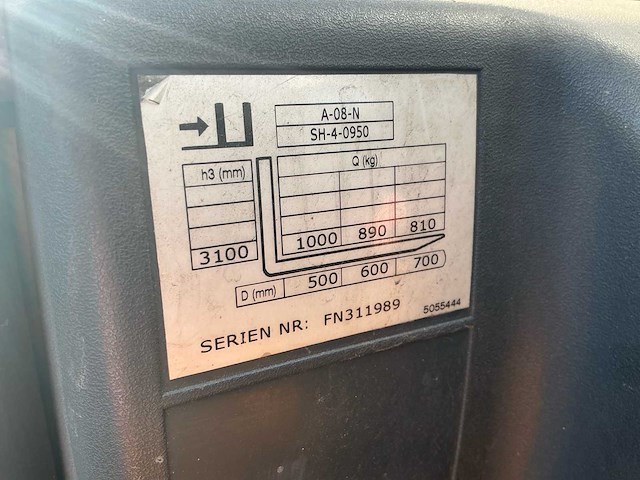 A-08-N
SH-4-0950
h3 (mm)
Q (kg)
3100
1000 890 810
D (mm) 500 600 700
SERIEN NR: FN311989
5055444